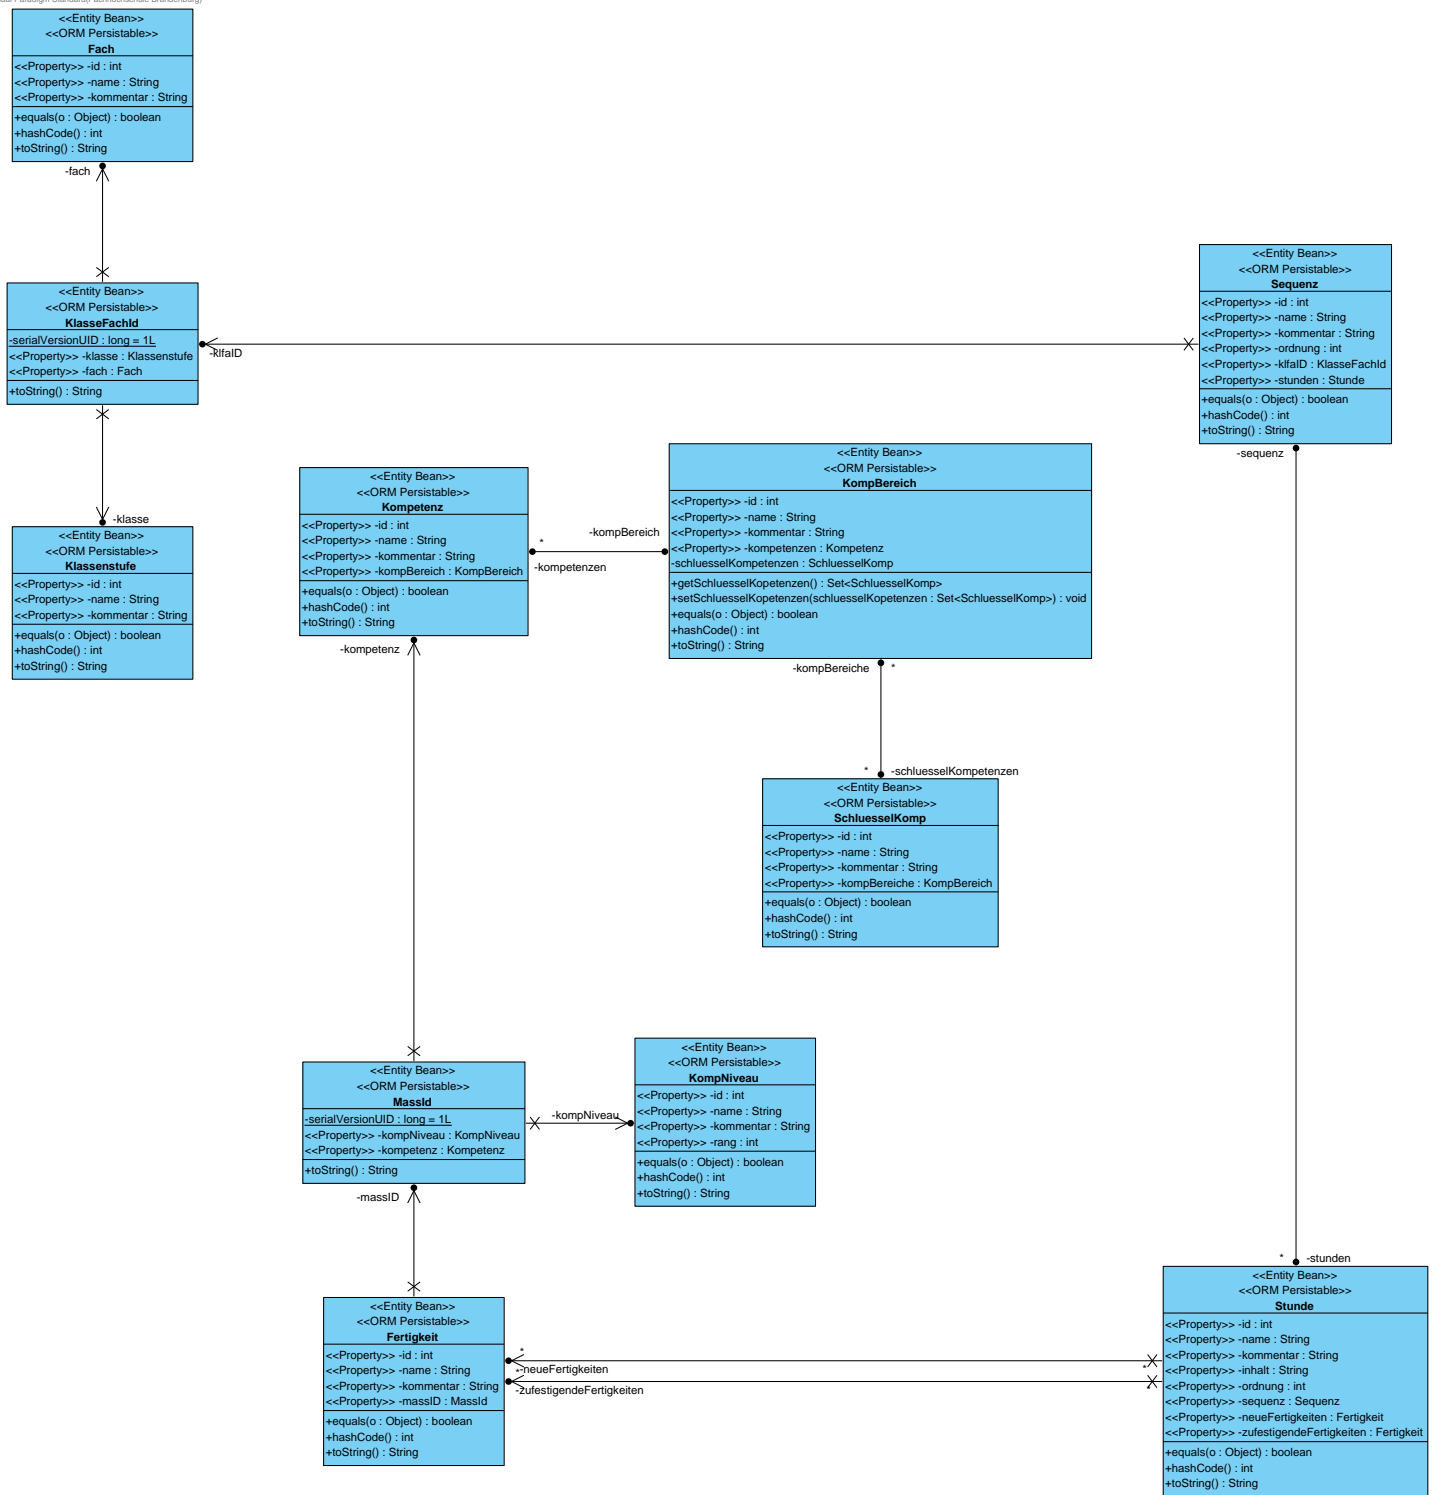 <<Entity Bean>>
<<ORM Persistable>>
Fach
<<Property>> -id : int
<<Property>> -name : String
<<Property>> -kommentar : String
+equals(o : Object) : boolean
+hashCode() : int
+toString() : String
-fach
<<Entity Bean>>
<<ORM Persistable>>
KlasseFachId
-serialVersionUID : long = 1L
<<Property>> -klasse : Klassenstufe
<<Property>> -fach : Fach
+toString() : String
-klfaID
<<Entity Bean>>
<<ORM Persistable>>
Sequenz
<<Property>> -id : int
<<Property>> -name : String
<<Property>> -kommentar : String
<<Property>> -ordnung : int
<<Property>> -klfaID : KlasseFachId
<<Property>> -stunden : Stunde
+equals(o : Object) : boolean
+hashCode() : int
+toString() : String
-sequenz
-klasse
<<Entity Bean>>
<<ORM Persistable>>
Klassenstufe
<<Property>> -id : int
<<Property>> -name : String
<<Property>> -kommentar : String
+equals(o : Object) : boolean
+hashCode() : int
+toString() : String
<<Entity Bean>>
<<ORM Persistable>>
Kompetenz
<<Property>> -id : int
<<Property>> -name : String
<<Property>> -kommentar : String
<<Property>> -kompBereich : KompBereich
+equals(o : Object) : boolean
+hashCode() : int
+toString() : String
-kompetenz
-kompBereich
*
-kompetenzen
<<Entity Bean>>
<<ORM Persistable>>
KompBereich
<<Property>> -id : int
<<Property>> -name : String
<<Property>> -kommentar : String
<<Property>> -kompetenzen : Kompetenz
-schluesselKompetenzen : SchluesselKomp
+getSchluesselKopetenzen() : Set<SchluesselKomp>
+setSchluesselKopetenzen(schluesselKopetenzen : Set<SchluesselKomp>) : void
+equals(o : Object) : boolean
+hashCode() : int
+toString() : String
-kompBereiche *
* -schluesselKompetenzen
<<Entity Bean>>
<<ORM Persistable>>
SchluesselKomp
<<Property>> -id : int
<<Property>> -name : String
<<Property>> -kommentar : String
<<Property>> -kompBereiche : KompBereich
+equals(o : Object) : boolean
+hashCode() : int
+toString() : String
<<Entity Bean>>
<<ORM Persistable>>
MassId
-serialVersionUID : long = 1L
<<Property>> -kompNiveau : KompNiveau
<<Property>> -kompetenz : Kompetenz
+toString() : String
-massID
-kompNiveau
<<Entity Bean>>
<<ORM Persistable>>
KompNiveau
<<Property>> -id : int
<<Property>> -name : String
<<Property>> -kommentar : String
<<Property>> -rang : int
+equals(o : Object) : boolean
+hashCode() : int
+toString() : String
<<Entity Bean>>
<<ORM Persistable>>
Fertigkeit
<<Property>> -id : int
<<Property>> -name : String
<<Property>> -kommentar : String
<<Property>> -massID : MassId
+equals(o : Object) : boolean
+hashCode() : int
+toString() : String
*
-neueFertigkeiten
*
*
-zufestigendeFertigkeiten
*
* -stunden
<<Entity Bean>>
<<ORM Persistable>>
Stunde
<<Property>> -id : int
<<Property>> -name : String
<<Property>> -kommentar : String
<<Property>> -inhalt : String
<<Property>> -ordnung : int
<<Property>> -sequenz : Sequenz
<<Property>> -neueFertigkeiten : Fertigkeit
<<Property>> -zufestigendeFertigkeiten : Fertigkeit
+equals(o : Object) : boolean
+hashCode() : int
+toString() : String